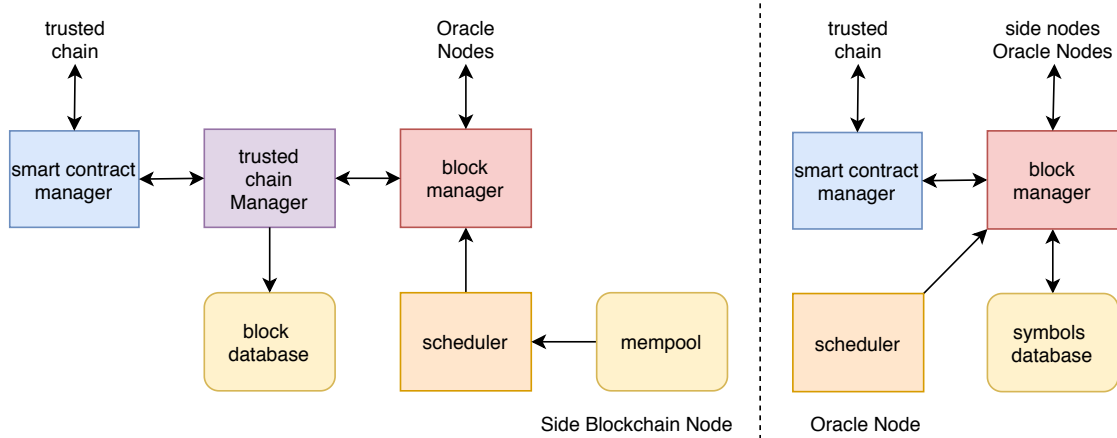 trusted
chain
Oracle
Nodes
smart contract
manager
trusted
chain
Manager
block
manager
block
database
scheduler
mempool
Side Blockchain Node
trusted
chain
side nodes
Oracle Nodes
smart contract
manager
block
manager
scheduler
symbols
database
Oracle Node